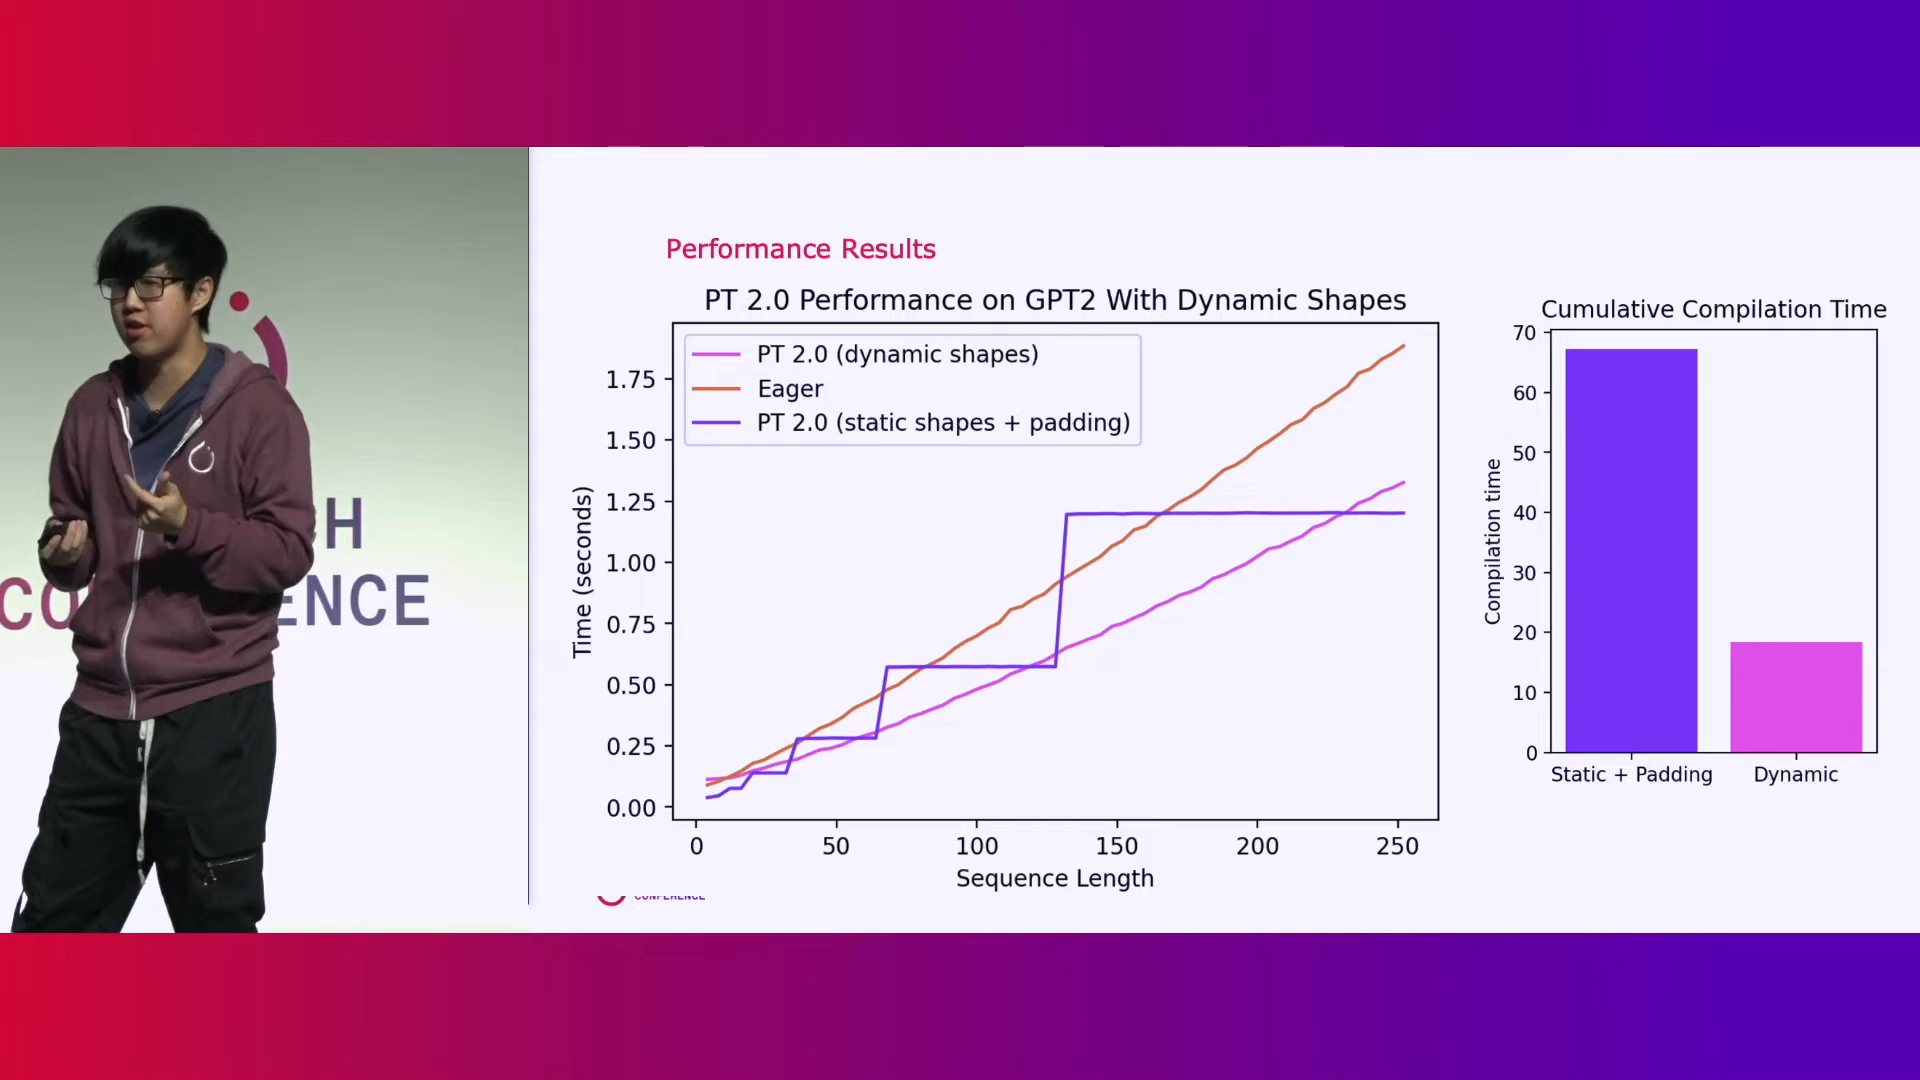 H
CO ENCE
Performance Results
PT 2.0 Performance on GPT2 With Dynamic Shapes
PT 2.0 (dynamic shapes)
Eager
PT 2.0 (static shapes + padding)
Time (seconds)
1.75
1.50
1.25
1.00
0.75
0.50
0.25
0.00
0 50 100 150 200 250
Sequence Length
CONFERENCE
Cumulative Compilation Time
Compilation time
70
60
50
40
30
20
10
0
Static + Padding Dynamic